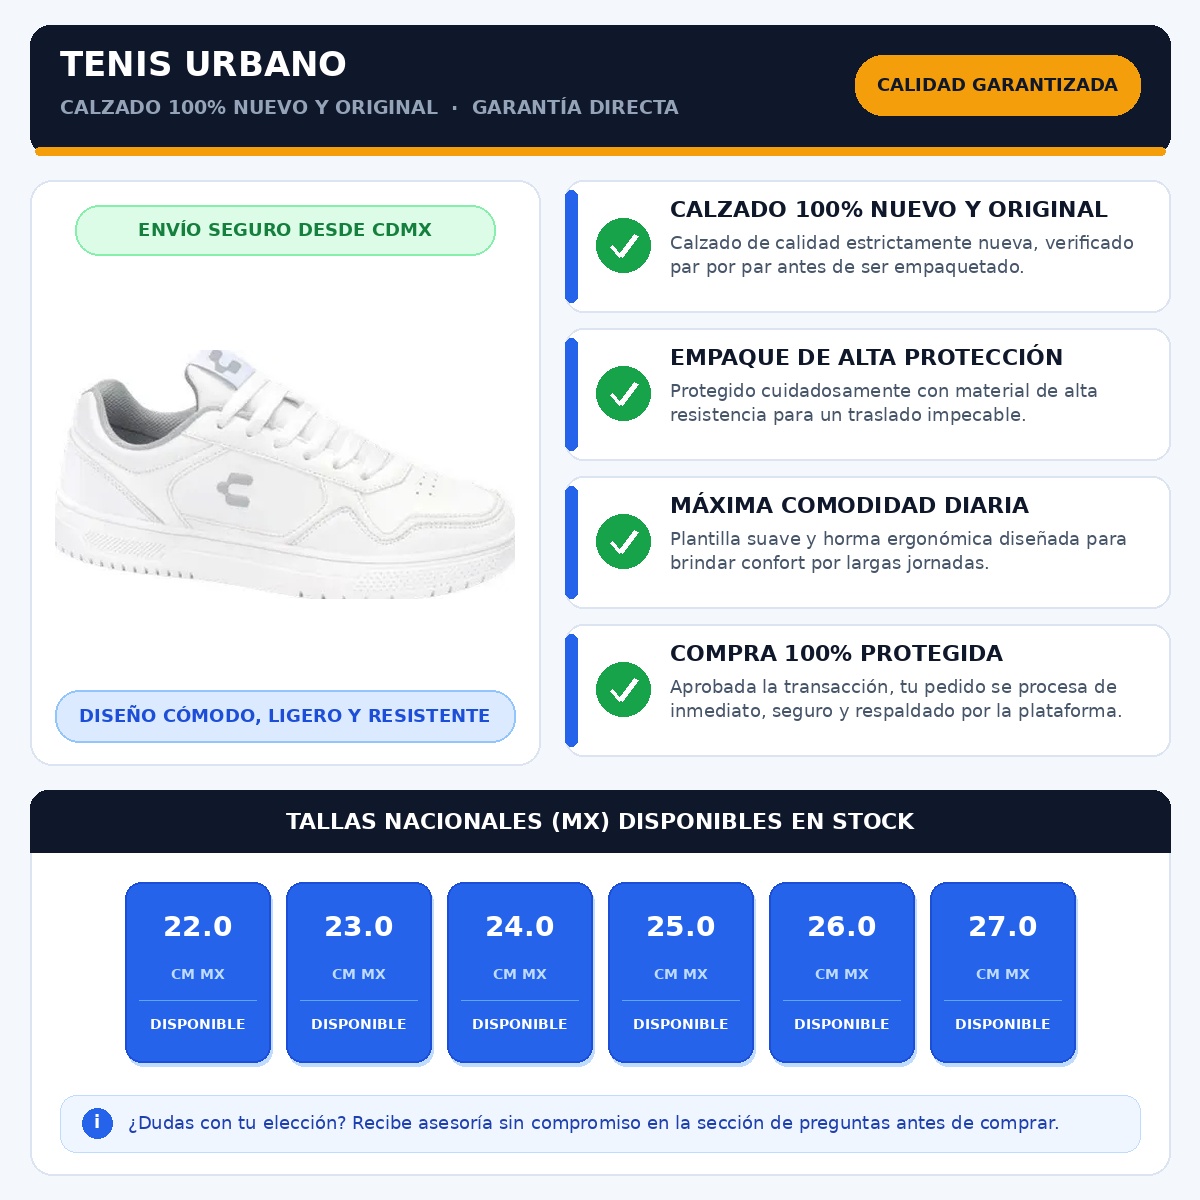 TENIS URBANO
CALZADO 100% NUEVO Y ORIGINAL · GARANTÍA DIRECTA
CALIDAD GARANTIZADA
ENVÍO SEGURO DESDE CDMX
DISEÑO CÓMODO, LIGERO Y RESISTENTE
CALZADO 100% NUEVO Y ORIGINAL
Calzado de calidad estrictamente nueva, verificado
par por par antes de ser empaquetado.
EMPAQUE DE ALTA PROTECCIÓN
Protegido cuidadosamente con material de alta
resistencia para un traslado impecable.
MÁXIMA COMODIDAD DIARIA
Plantilla suave y horma ergonómica diseñada para
brindar confort por largas jornadas.
COMPRA 100% PROTEGIDA
Aprobada la transacción, tu pedido se procesa de
inmediato, seguro y respaldado por la plataforma.
TALLAS NACIONALES (MX) DISPONIBLES EN STOCK
22.0
CM MX
DISPONIBLE
23.0
CM MX
DISPONIBLE
24.0
CM MX
DISPONIBLE
25.0
CM MX
DISPONIBLE
26.0
CM MX
DISPONIBLE
27.0
CM MX
DISPONIBLE
i ¿Dudas con tu elección? Recibe asesoría sin compromiso en la sección de preguntas antes de comprar.